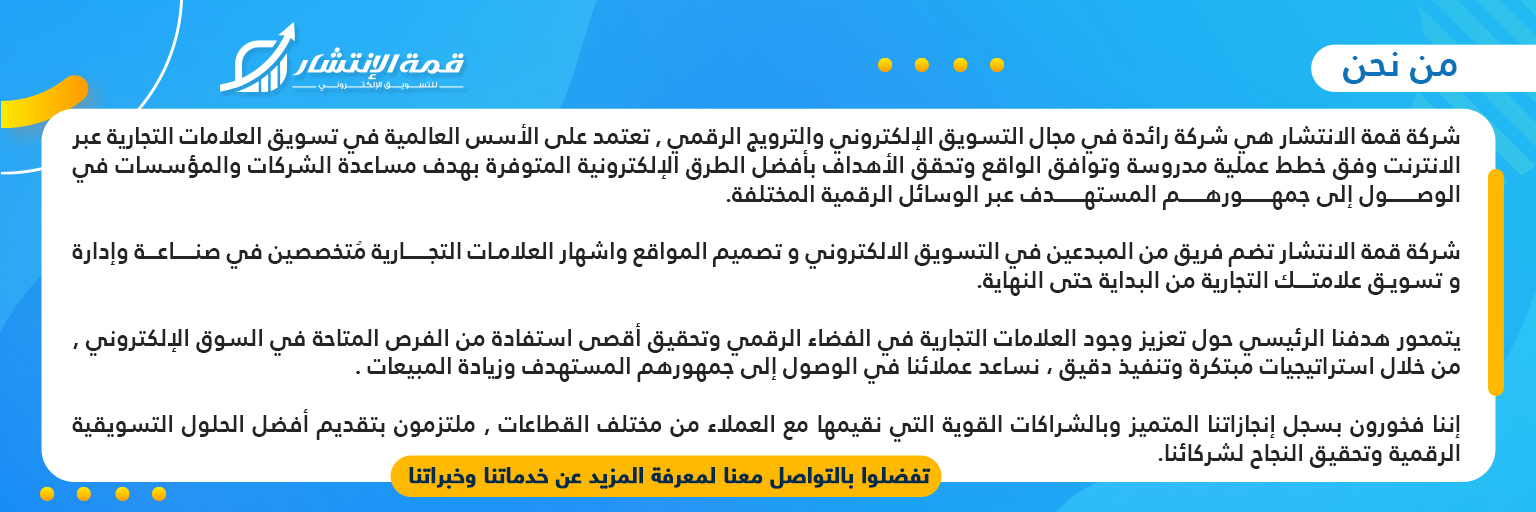 من نحن
قمة الإنتشار
للتسويق الإلكتروني
شركة قمة الانتشار هي شركة رائدة في مجال التسويق الإلكتروني والترويج الرقمي , تعتمد على الأسس العالمية في تسويق العلامات التجارية عبر
الانترنت وفق خطط عملية مدروسة وتوافق الواقع وتحقق الأهداف بأفضل الطرق الإلكترونية المتوفرة بهدف مساعدة الشركات والمؤسسات في
الوصـــــول إلى جمهـــــورهـــــم المستهـــــدف عبر الوسائل الرقمية المختلفة.
شركة قمة الانتشار تضم فريق من المبدعين في التسويق الالكتروني و تصميم المواقع واشهار العلامات التجـــــارية مُتخصصين في صنـــــاعـــة وإدارة
و تسويـق علامتـــــك التجارية من البداية حتى النهاية.
يتمحور هدفنا الرئيسي حول تعزيز وجود العلامات التجارية في الفضاء الرقمي وتحقيق أقصى استفادة من الفرص المتاحة في السوق الإلكتروني ,
من خلال استراتيجيات مبتكرة وتنفيذ دقيق ، نساعد عملائنا في الوصول إلى جمهورهم المستهدف وزيادة المبيعات .
إننا فخورون بسجل إنجازاتنا المتميز وبالشراكات القوية التي نقيمها مع العملاء من مختلف القطاعات , ملتزمون بتقديم أفضل الحلول التسويقية
الرقمية وتحقيق النجاح لشركائنا.
تفضلوا بالتواصل معنا لمعرفة المزيد عن خدماتنا وخبراتنا